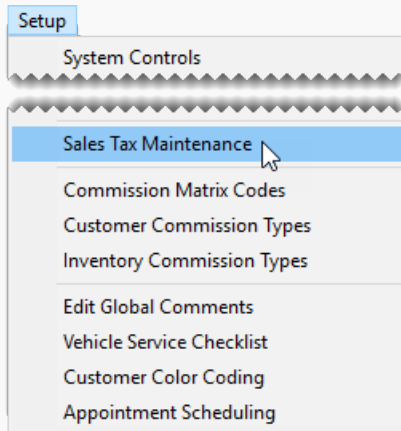 Setup
System Controls
Sales Tax Maintenance
Commission Matrix Codes
Customer Commission Types
Inventory Commission Types
Edit Global Comments
Vehicle Service Checklist
Customer Color Coding
Appointment Scheduling